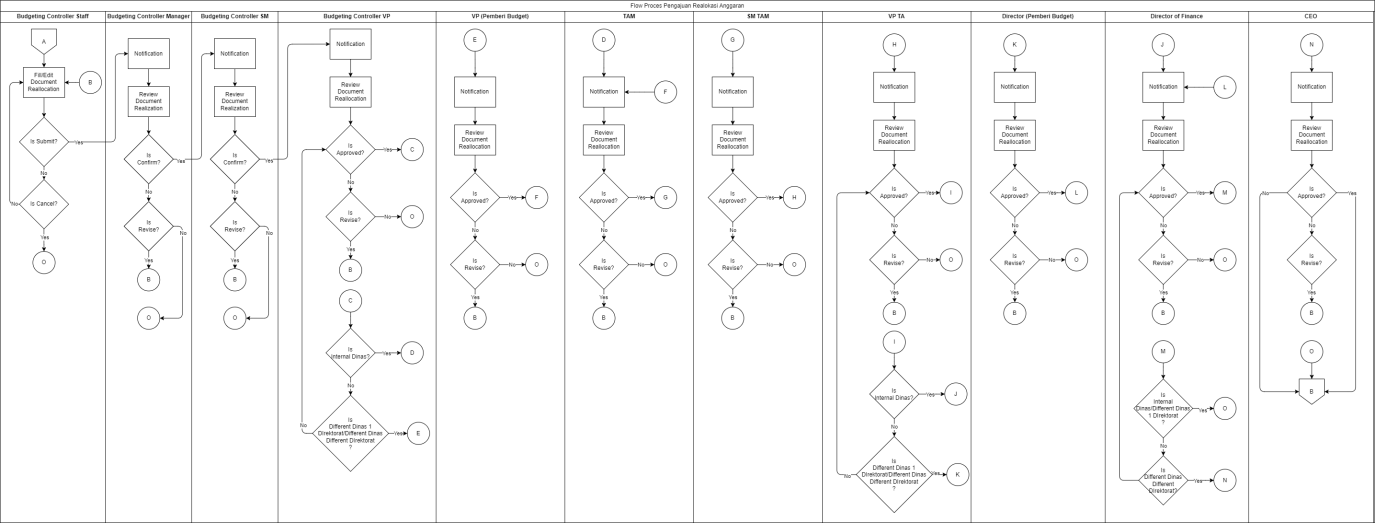 Flow Proces Pengajuan Realokasi Anggaran
Budgeting Controller Staff
Budgeting Controller Manager
Budgeting Controller SM
Budgeting Controller VP
VP (Pemberi Budget)
TAM
SM TAM
VP TA
Director (Pemberi Budget)
Director of Finance
CEO
A
Fill/Edit
Document
Reallocation
B
Is Submit?
Yes
No
Is Cancel?
No
Yes
O
Notification
Review
Document
Realization
Is
Confirm?
Yes
No
Is
Revise?
No
Yes
B
O
Notification
Review
Document
Realization
Is
Confirm?
Yes
No
Is
Revise?
No
Yes
B
O
Notification
Review
Document
Reallocation
Is
Approved?
Yes
C
No
Is
Revise?
No
O
Yes
B
C
Is
Internal Dinas?
Yes
D
No
Is
Different Dinas 1
Direktorat/Different Dinas
Different Direktorat
?
No
Yes
E
E
Notification
Review
Document
Reallocation
Is
Approved?
Yes
F
No
Is
Revise?
No
O
Yes
B
D
Notification
F
Review
Document
Reallocation
Is
Approved?
Yes
G
No
Is
Revise?
No
O
Yes
B
G
Notification
Review
Document
Reallocation
Is
Approved?
Yes
H
No
Is
Revise?
No
O
Yes
B
H
Notification
Review
Document
Reallocation
Is
Approved?
Yes
I
No
Is
Revise?
No
O
Yes
B
I
Is
Internal Dinas?
Yes
J
No
Is
Different Dinas 1
Direktorat/Different Dinas
Different Direktorat
?
No
Yes
K
K
Notification
Review
Document
Reallocation
Is
Approved?
Yes
L
No
Is
Revise?
No
O
Yes
B
J
Notification
L
Review
Document
Reallocation
Is
Approved?
Yes
M
No
Is
Revise?
No
O
Yes
B
M
Is
Internal
Dinas/Different Dinas
1 Direktorat
?
Yes
O
No
Is
Different Dinas
Different
Direktorat?
Yes
N
N
Notification
Review
Document
Reallocation
No
Is
Approved?
Yes
No
Is
Revise?
Yes
B
O
B